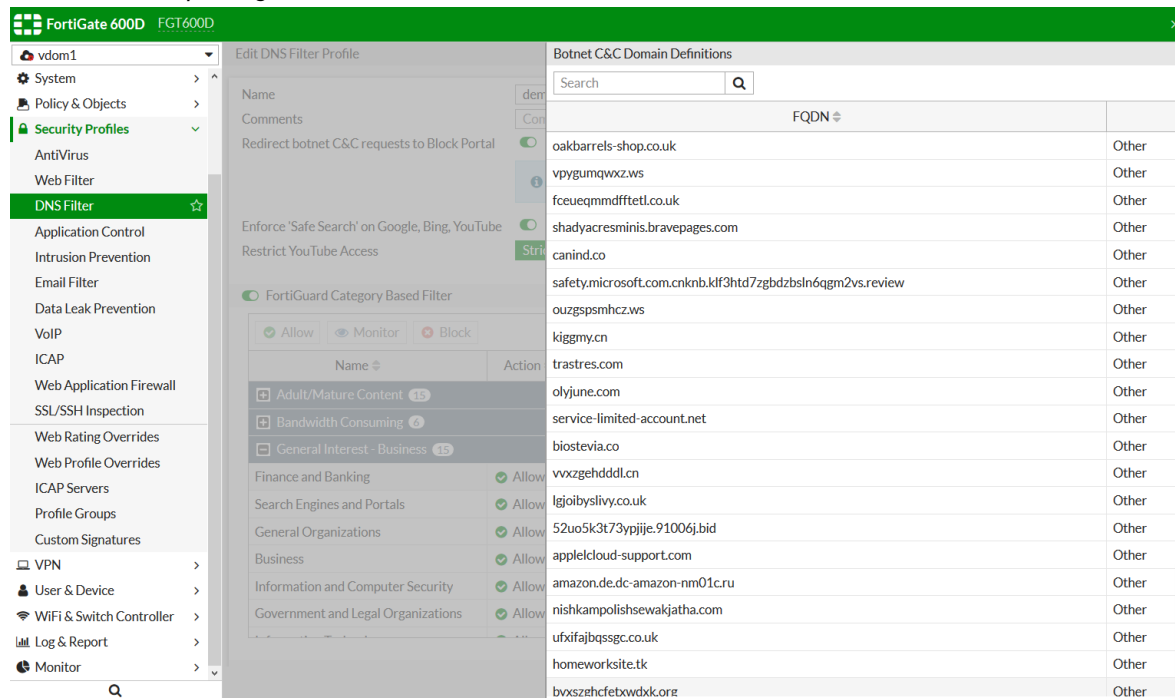 FortiGate 600D FGT600D
vdom1
System
Policy & Objects
Security Profiles
AntiVirus
Web Filter
DNS Filter
Application Control
Intrusion Prevention
Email Filter
Data Leak Prevention
VoIP
ICAP
Web Application Firewall
SSL/SSH Inspection
Web Rating Overrides
Web Profile Overrides
ICAP Servers
Profile Groups
Custom Signatures
VPN
User & Device
WiFi & Switch Controller
Log & Report
Monitor
Edit DNS Filter Profile
Name dem
Comments Con
Redirect botnet C&C requests to Block Portal
Enforce 'Safe Search' on Google, Bing, YouTube
Restrict YouTube Access Stri
FortiGuard Category Based Filter
Allow Monitor Block
Name Action
Adult/Mature Content 15
Bandwidth Consuming 6
General Interest - Business 15
Finance and Banking Allow
Search Engines and Portals Allow
General Organizations Allow
Business Allow
Information and Computer Security Allow
Government and Legal Organizations Allow
Botnet C&C Domain Definitions
Search
FQDN
oakbarrels-shop.co.uk Other
vpygumqwxz.ws Other
fceueqmmdfftetl.co.uk Other
shadyacresminis.bravepages.com Other
canind.co Other
safety.microsoft.com.cnknb.klf3htd7zgbdzbsln6qgm2vs.review Other
ouzgspsmhcz.ws Other
kiggmy.cn Other
trastres.com Other
olyjune.com Other
service-limited-account.net Other
biostevia.co Other
vvxzgehdddl.cn Other
lgjoibyslivy.co.uk Other
52uo5k3t73ypjije.91006j.bid Other
applelcloud-support.com Other
amazon.de.dc-amazon-nm01c.ru Other
nishkampolishsewakjatha.com Other
ufxifajbqssgc.co.uk Other
homeworksite.tk Other
bvxszghcfetxwdxk.org Other